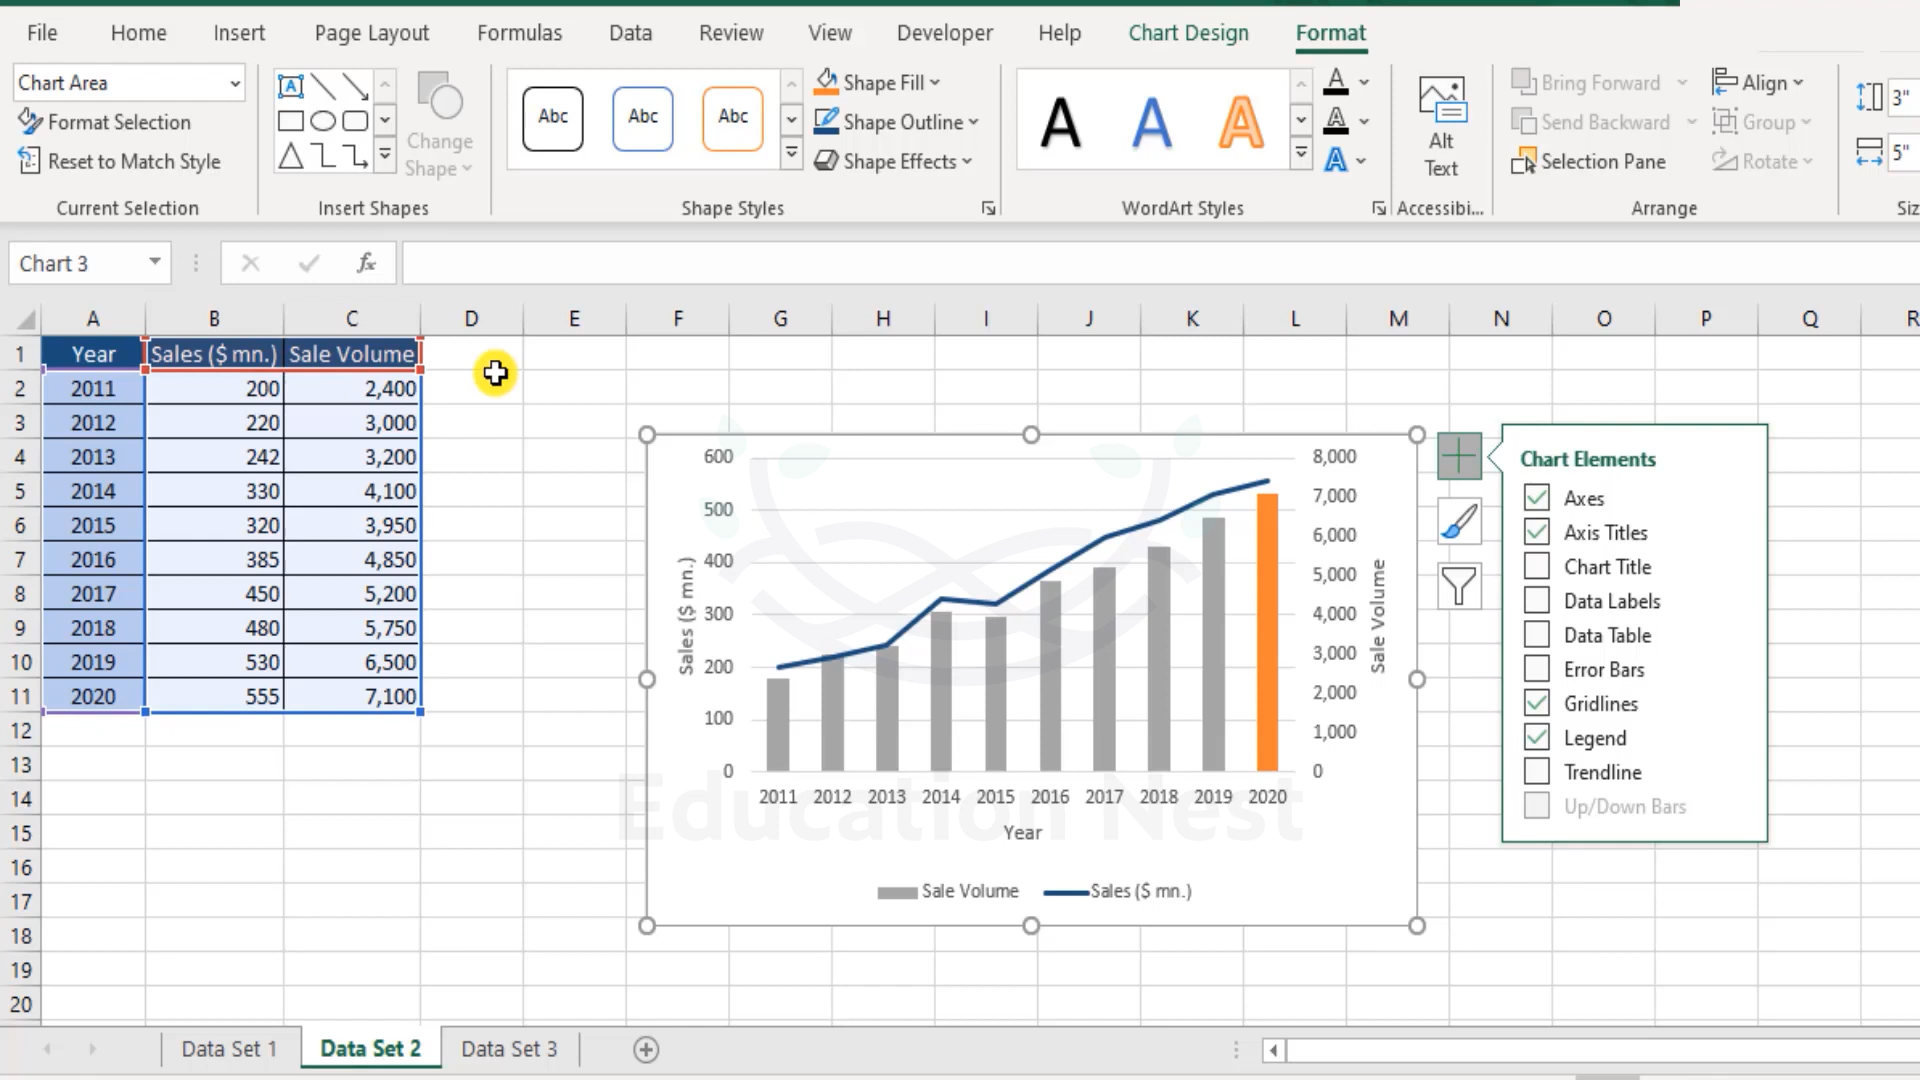 File Home Insert Page Layout Formulas Data Review View Developer Help Chart Design Format
Chart Area
Format Selection
Reset to Match Style
Current Selection
Change
Shape
Insert Shapes
Abc Abc Abc
Shape Fill
Shape Outline
Shape Effects
Shape Styles
A A A
A
A
A
WordArt Styles
Alt
Text
Accessibi...
Bring Forward
Send Backward
Selection Pane
Align
Group
Rotate
Arrange
3"
5"
Siz
Chart 3
fx
A B C D E F G H I J K L M N O P Q R
1 Year Sales ($ mn.) Sale Volume
2 2011 200 2,400
3 2012 220 3,000
4 2013 242 3,200
5 2014 330 4,100
6 2015 320 3,950
7 2016 385 4,850
8 2017 450 5,200
9 2018 480 5,750
10 2019 530 6,500
11 2020 555 7,100
12
13
14
15
16
17
18
19
20
Sales ($ mn.)
600
500
400
300
200
100
0
8,000
7,000
6,000
5,000
4,000
3,000
2,000
1,000
0
Sale Volume
2011 2012 2013 2014 2015 2016 2017 2018 2019 2020
Year
Sale Volume Sales ($ mn.)
Education Nest
Chart Elements
Axes
Axis Titles
Chart Title
Data Labels
Data Table
Error Bars
Gridlines
Legend
Trendline
Up/Down Bars
Data Set 1 Data Set 2 Data Set 3